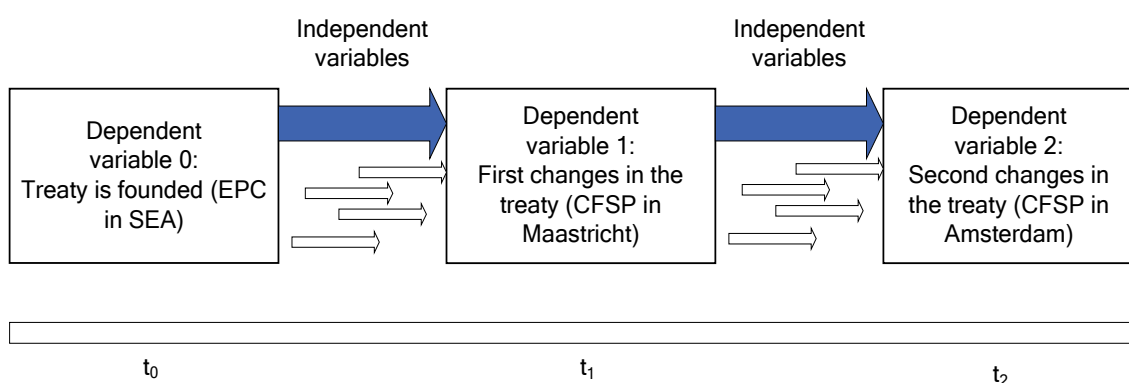 Independent
variables
Independent
variables
Dependent
variable 0:
Treaty is founded (EPC
in SEA)
Dependent
variable 1:
First changes in the
treaty (CFSP in
Maastricht)
Dependent
variable 2:
Second changes in
the treaty (CFSP in
Amsterdam)
t₀
t₁
t₂